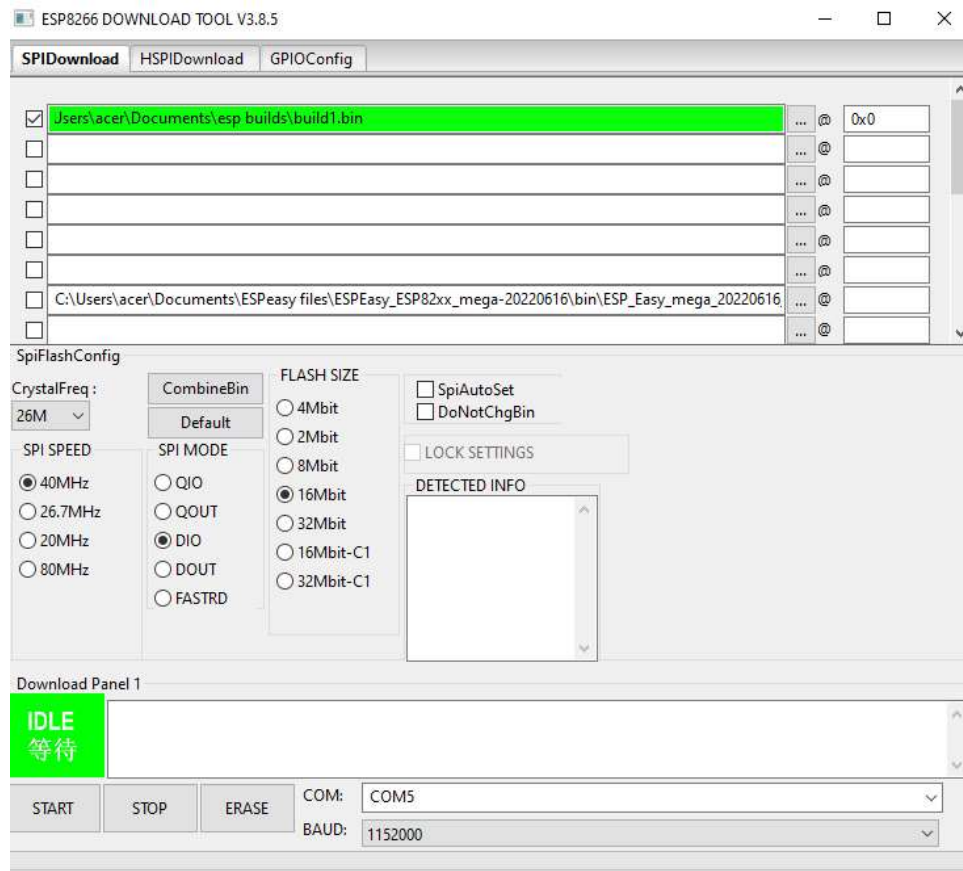 ESP8266 DOWNLOAD TOOL V3.8.5
SPIDownload HSPIDownload GPIOConfig
Jsers\acer\Documents\esp builds\build1.bin ... @ 0x0
... @
... @
... @
... @
... @
C:\Users\acer\Documents\ESPeasy files\ESPEasy_ESP82xx_mega-20220616\bin\ESP_Easy_mega_20220616_ ... @
... @
SpiFlashConfig
CrystalFreq :
26M
CombineBin
Default
SPI SPEED
40MHz
26.7MHz
20MHz
80MHz
SPI MODE
QIO
QOUT
DIO
DOUT
FASTRD
FLASH SIZE
4Mbit
2Mbit
8Mbit
16Mbit
32Mbit
16Mbit-C1
32Mbit-C1
SpiAutoSet
DoNotChgBin
LOCK SETTINGS
DETECTED INFO
Download Panel 1
IDLE
等待
START STOP ERASE
COM: COM5
BAUD: 1152000